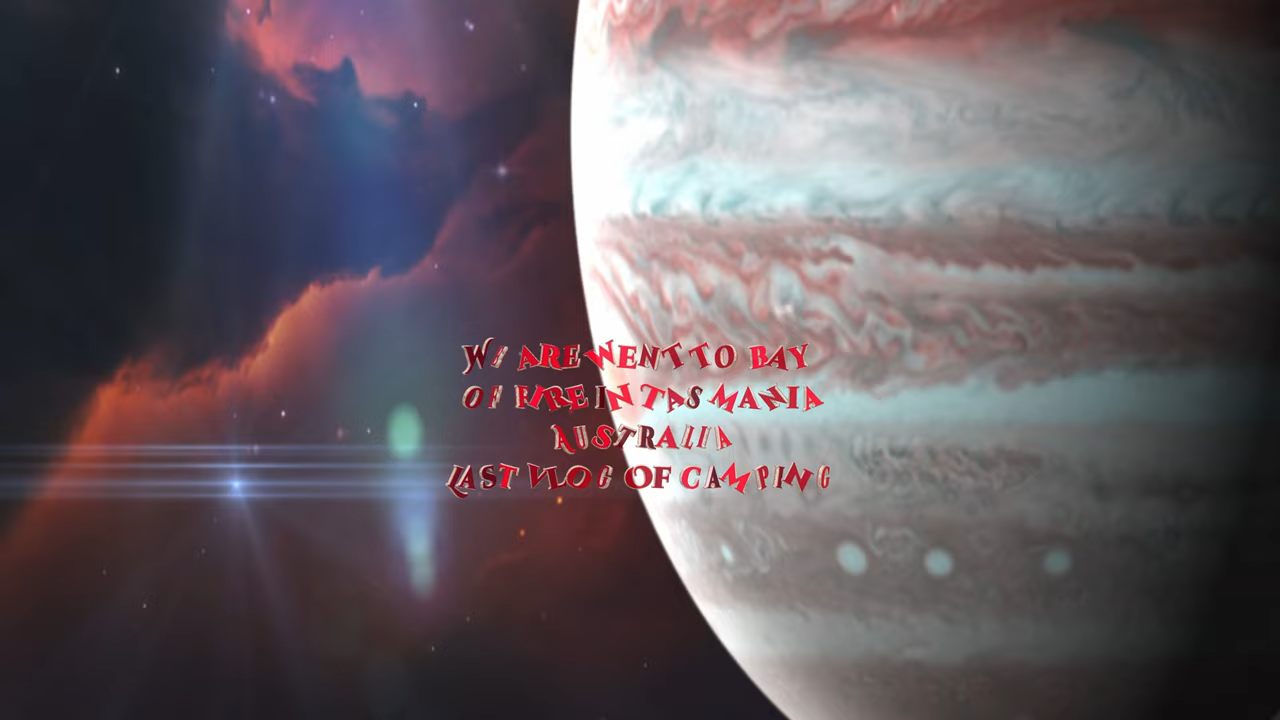 WE ARE WENT TO BAY
OF FIRE IN TASMANIA
AUSTRALIA
LAST VLOG OF CAMPING